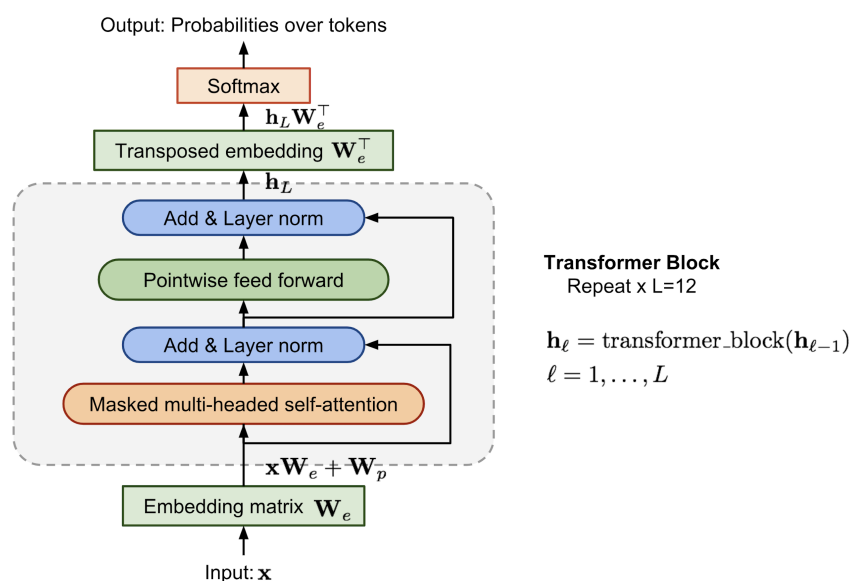 Output: Probabilities over tokens
Softmax
𝐡_L 𝐖_e^⊤
Transposed embedding 𝐖_e^⊤
𝐡_L
Add & Layer norm
Pointwise feed forward
Add & Layer norm
Masked multi-headed self-attention
𝐱𝐖_e + 𝐖_p
Embedding matrix 𝐖_e
Input: 𝐱
Transformer Block
Repeat x L=12
𝐡_ℓ = transformer_block(𝐡_{ℓ−1})
ℓ = 1, . . . , L